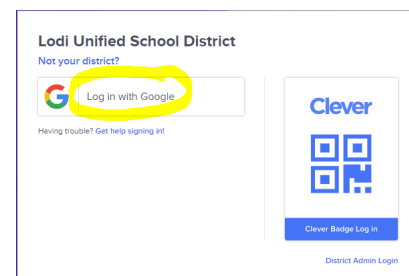 Lodi Unified School District
Not your district?
Log in with Google
Having trouble? Get help signing in!
Clever
Clever Badge Log in
District Admin Login